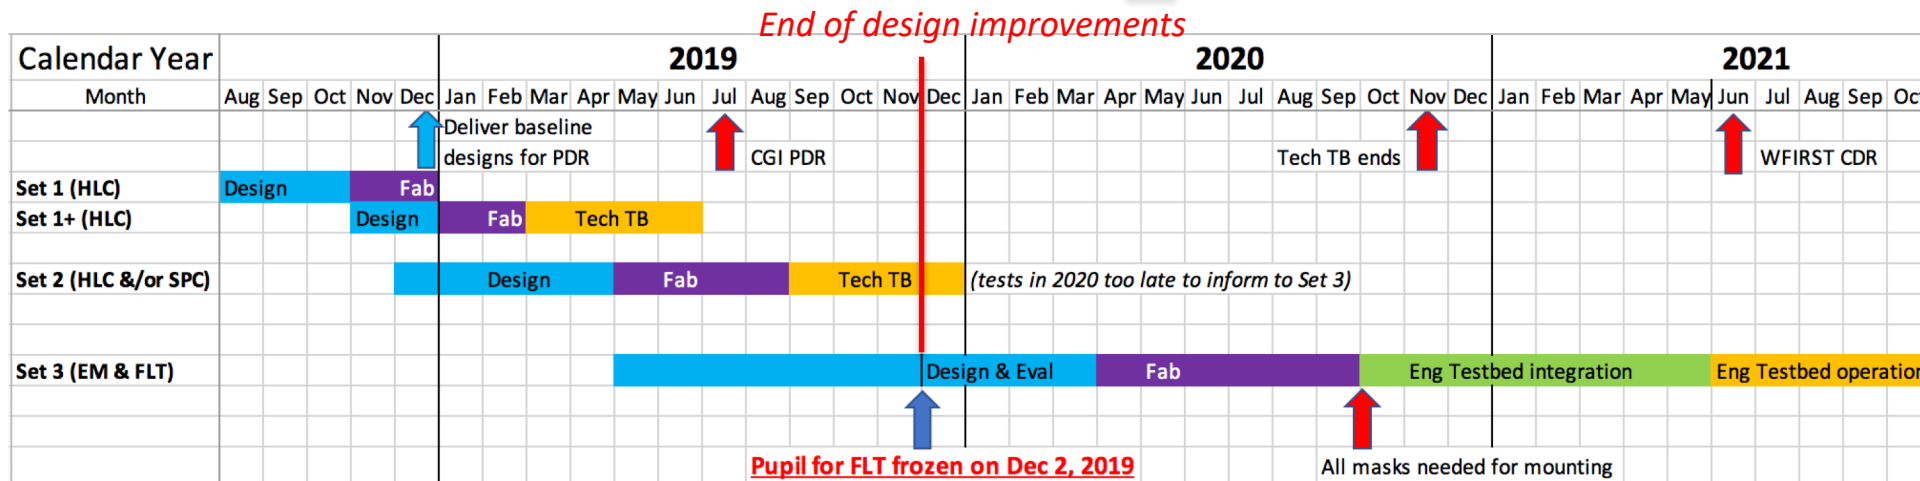 End of design improvements
Calendar Year 2019 2020 2021
Month Aug Sep Oct Nov Dec Jan Feb Mar Apr May Jun Jul Aug Sep Oct Nov Dec Jan Feb Mar Apr May Jun Jul Aug Sep Oct Nov Dec Jan Feb Mar Apr May Jun Jul Aug Sep
Deliver baseline
designs for PDR CGI PDR Tech TB ends WFIRST CDR
Set 1 (HLC) Design Fab
Set 1+ (HLC) Design Fab Tech TB
Set 2 (HLC &/or SPC) Design Fab Tech TB (tests in 2020 too late to inform to Set 3)
Set 3 (EM & FLT) Design & Eval Fab Eng Testbed integration Eng Testbed operation
Pupil for FLT frozen on Dec 2, 2019 All masks needed for mounting